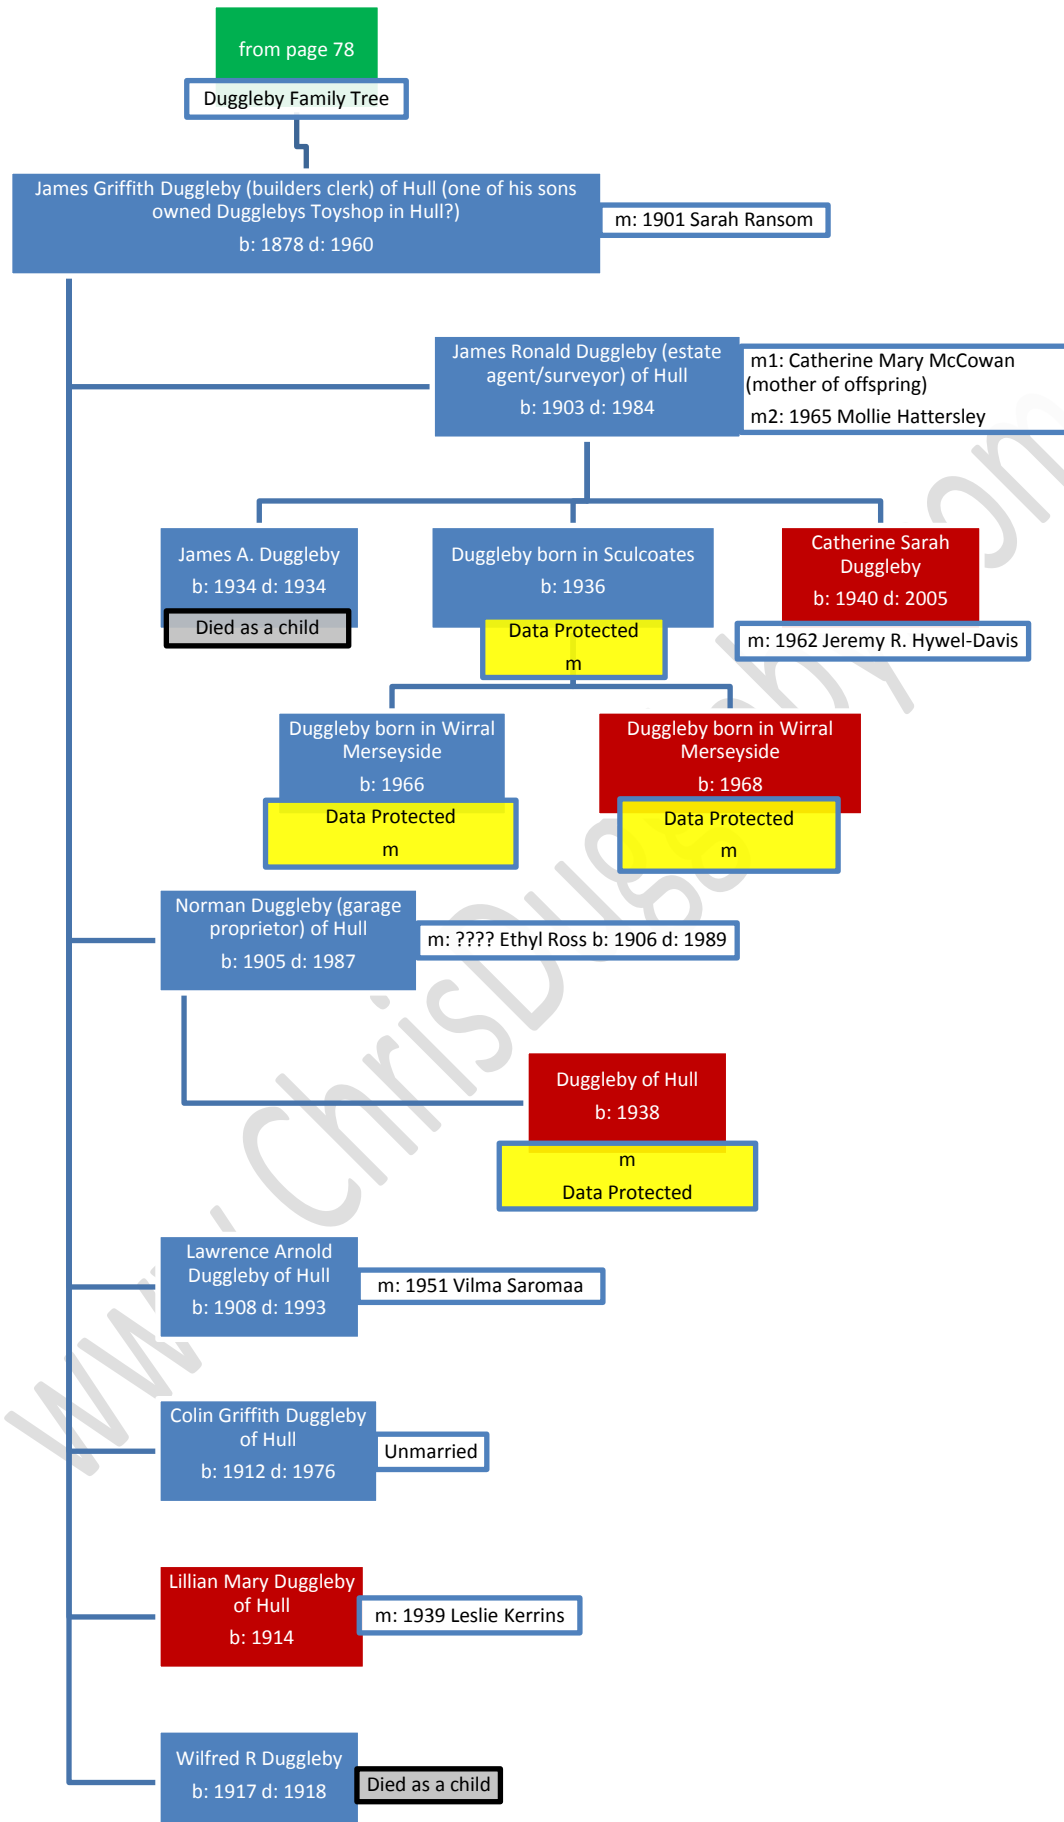 from page 78
Duggleby Family Tree
James Griffith Duggleby (builders clerk) of Hull (one of his sons
owned Dugglebys Toyshop in Hull?)
b: 1878 d: 1960
m: 1901 Sarah Ransom
James Ronald Duggleby (estate
agent/surveyor) of Hull
b: 1903 d: 1984
m1: Catherine Mary McCowan
(mother of offspring)
m2: 1965 Mollie Hattersley
James A. Duggleby
b: 1934 d: 1934
Died as a child
Duggleby born in Sculcoates
b: 1936
Data Protected
m
Catherine Sarah
Duggleby
b: 1940 d: 2005
m: 1962 Jeremy R. Hywel-Davis
Duggleby born in Wirral
Merseyside
b: 1966
Data Protected
m
Duggleby born in Wirral
Merseyside
b: 1968
Data Protected
m
Norman Duggleby (garage
proprietor) of Hull
b: 1905 d: 1987
m: ???? Ethyl Ross b: 1906 d: 1989
Duggleby of Hull
b: 1938
m
Data Protected
Lawrence Arnold
Duggleby of Hull
b: 1908 d: 1993
m: 1951 Vilma Saromaa
Colin Griffith Duggleby
of Hull
b: 1912 d: 1976
Unmarried
Lillian Mary Duggleby
of Hull
b: 1914
m: 1939 Leslie Kerrins
Wilfred R Duggleby
b: 1917 d: 1918
Died as a child
www.ChrisDuggleby.com